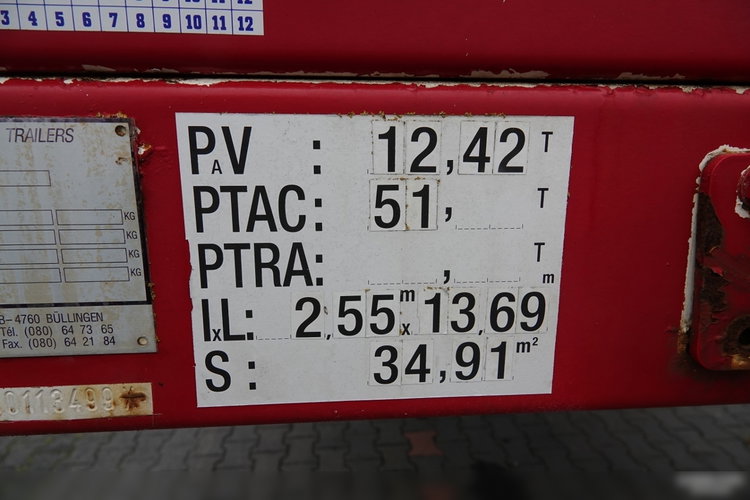 3 4 5 6 7 8 9 10 11 12
TRAILERS
KG
KG
KG
KG
B-4760 BÜLLINGEN
Tél. (080) 64 73 65
Fax. (080) 64 21 84
0113499*
PAV : 12,42 T
PTAC: 51, T
PTRA: , T
IxL: 2,55 m x 13,69 m
S : 34,91 m²